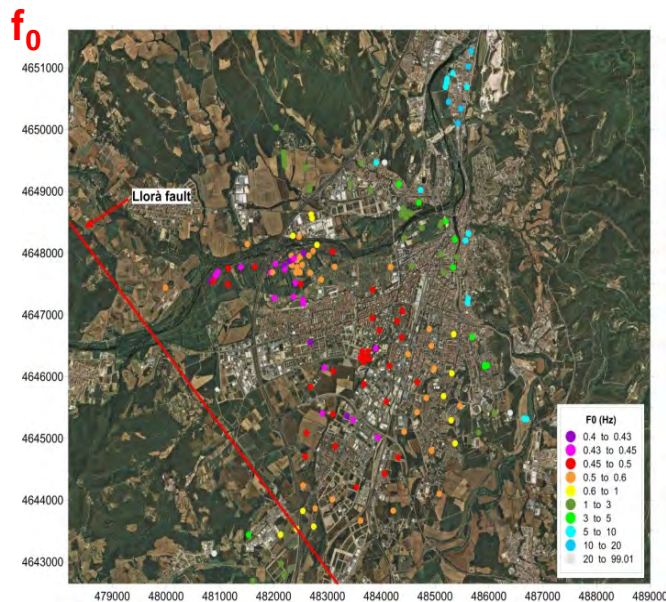 f0
4651000
4650000
4649000
4648000
4647000
4646000
4645000
4644000
4643000
Llorà fault
F0 (Hz)
0.4 to 0.43
0.43 to 0.45
0.45 to 0.5
0.5 to 0.6
0.6 to 1
1 to 3
3 to 5
5 to 10
10 to 20
20 to 99.01
479000 480000 481000 482000 483000 484000 485000 486000 487000 488000 489000